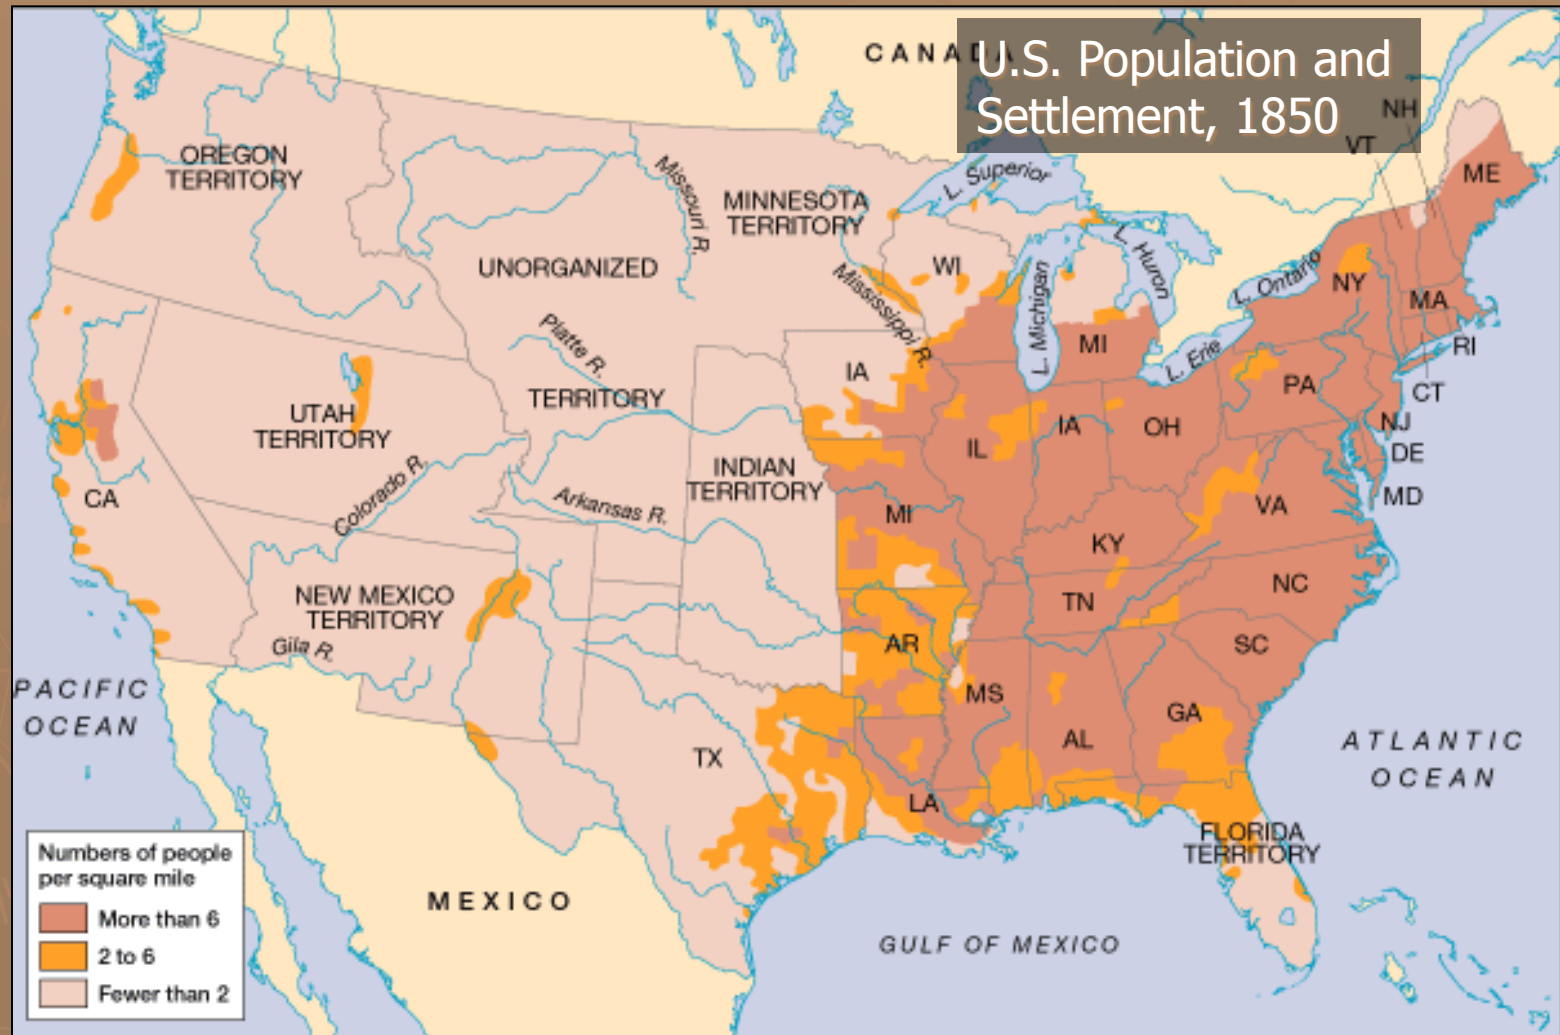 CANADA
U.S. Population and
Settlement, 1850
NH
VT
ME
OREGON
TERRITORY
Missouri R.
MINNESOTA
TERRITORY
L. Superior
UNORGANIZED
WI
Mississippi R.
L. Michigan
L. Huron
L. Ontario
NY
MA
Platte R.
TERRITORY
IA
MI
L. Erie
RI
PA
CT
UTAH
TERRITORY
IL
IA
OH
NJ
DE
CA
Colorado R.
Arkansas R.
INDIAN
TERRITORY
MI
VA
MD
KY
NEW MEXICO
TERRITORY
Gila R.
TN
NC
AR
SC
PACIFIC
OCEAN
MS
GA
TX
AL
ATLANTIC
OCEAN
LA
FLORIDA
TERRITORY
MEXICO
GULF OF MEXICO
Numbers of people
per square mile
More than 6
2 to 6
Fewer than 2